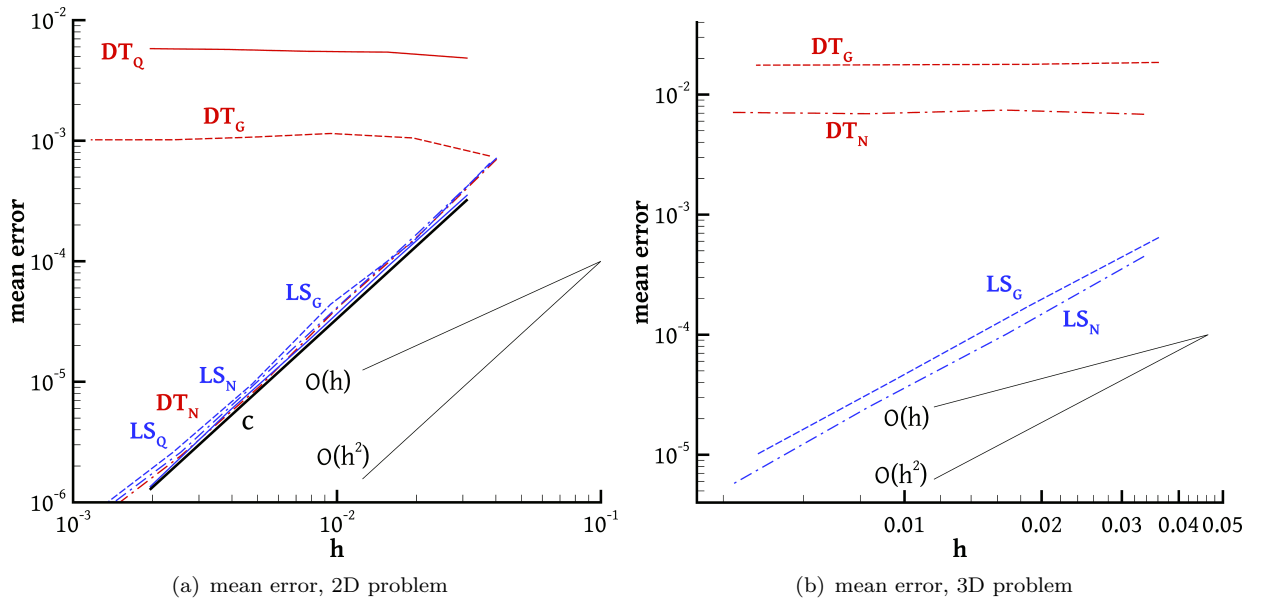 10⁻²
10⁻³
10⁻⁴
10⁻⁵
10⁻⁶
mean error
DT_Q
DT_G
LS_G
LS_N
DT_N
LS_Q
c
O(h)
O(h²)
10⁻³
10⁻²
10⁻¹
h
(a) mean error, 2D problem
10⁻²
10⁻³
10⁻⁴
10⁻⁵
mean error
DT_G
DT_N
LS_G
LS_N
O(h)
O(h²)
0.01
0.02
0.03
0.04
0.05
h
(b) mean error, 3D problem